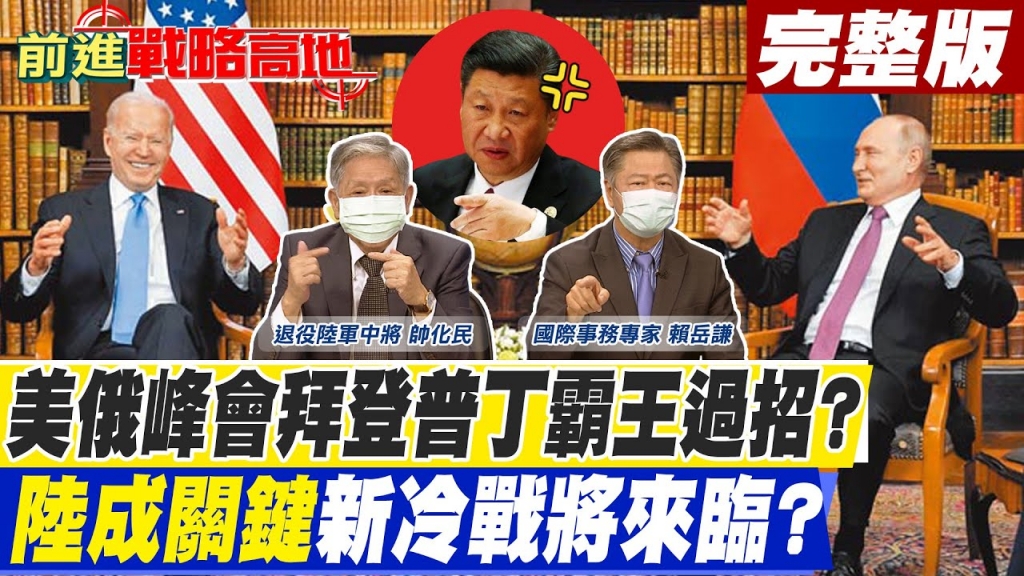 前進戰略高地
完整版
退役陸軍中將 帥化民
國際事務專家 賴岳謙
美俄峰會拜登普丁霸王過招?
陸成關鍵新冷戰將來臨?